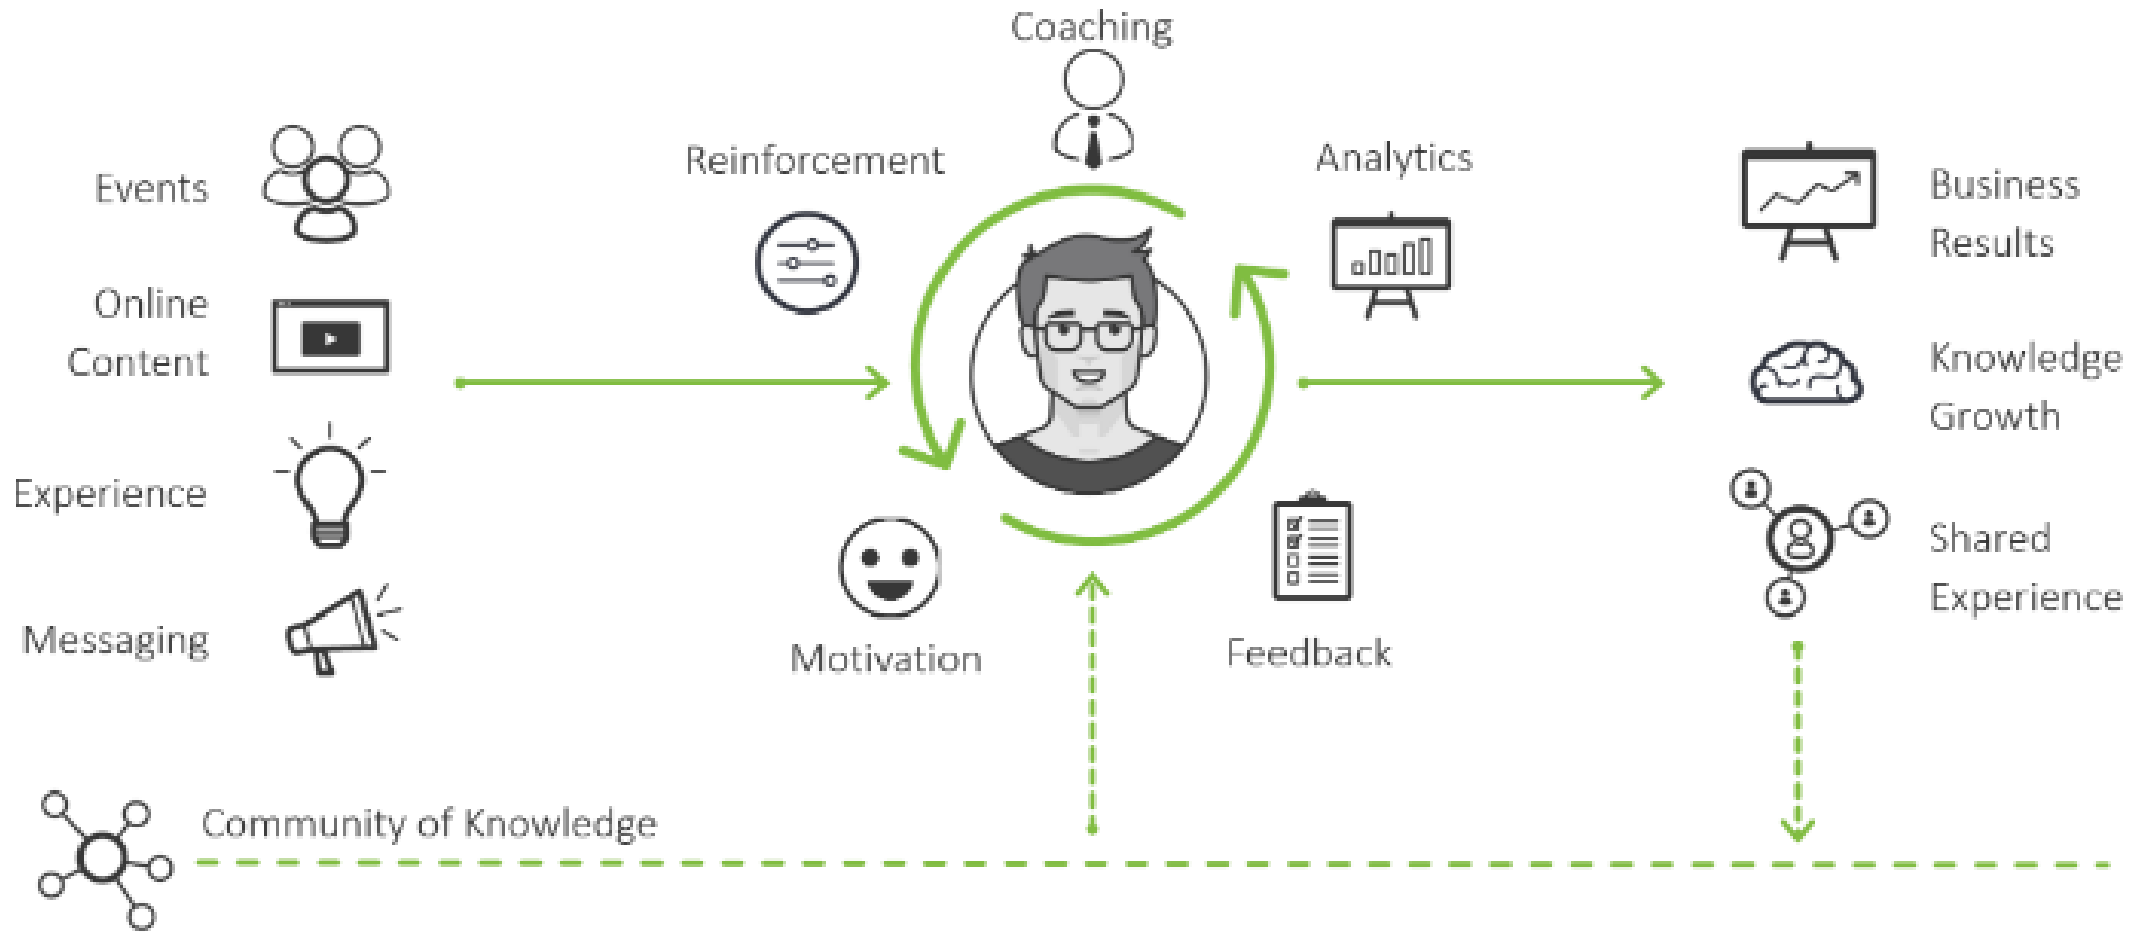 Coaching
Reinforcement
Analytics
Events
Business
Results
Online
Content
Knowledge
Growth
Experience
Shared
Experience
Messaging
Motivation
Feedback
Community of Knowledge